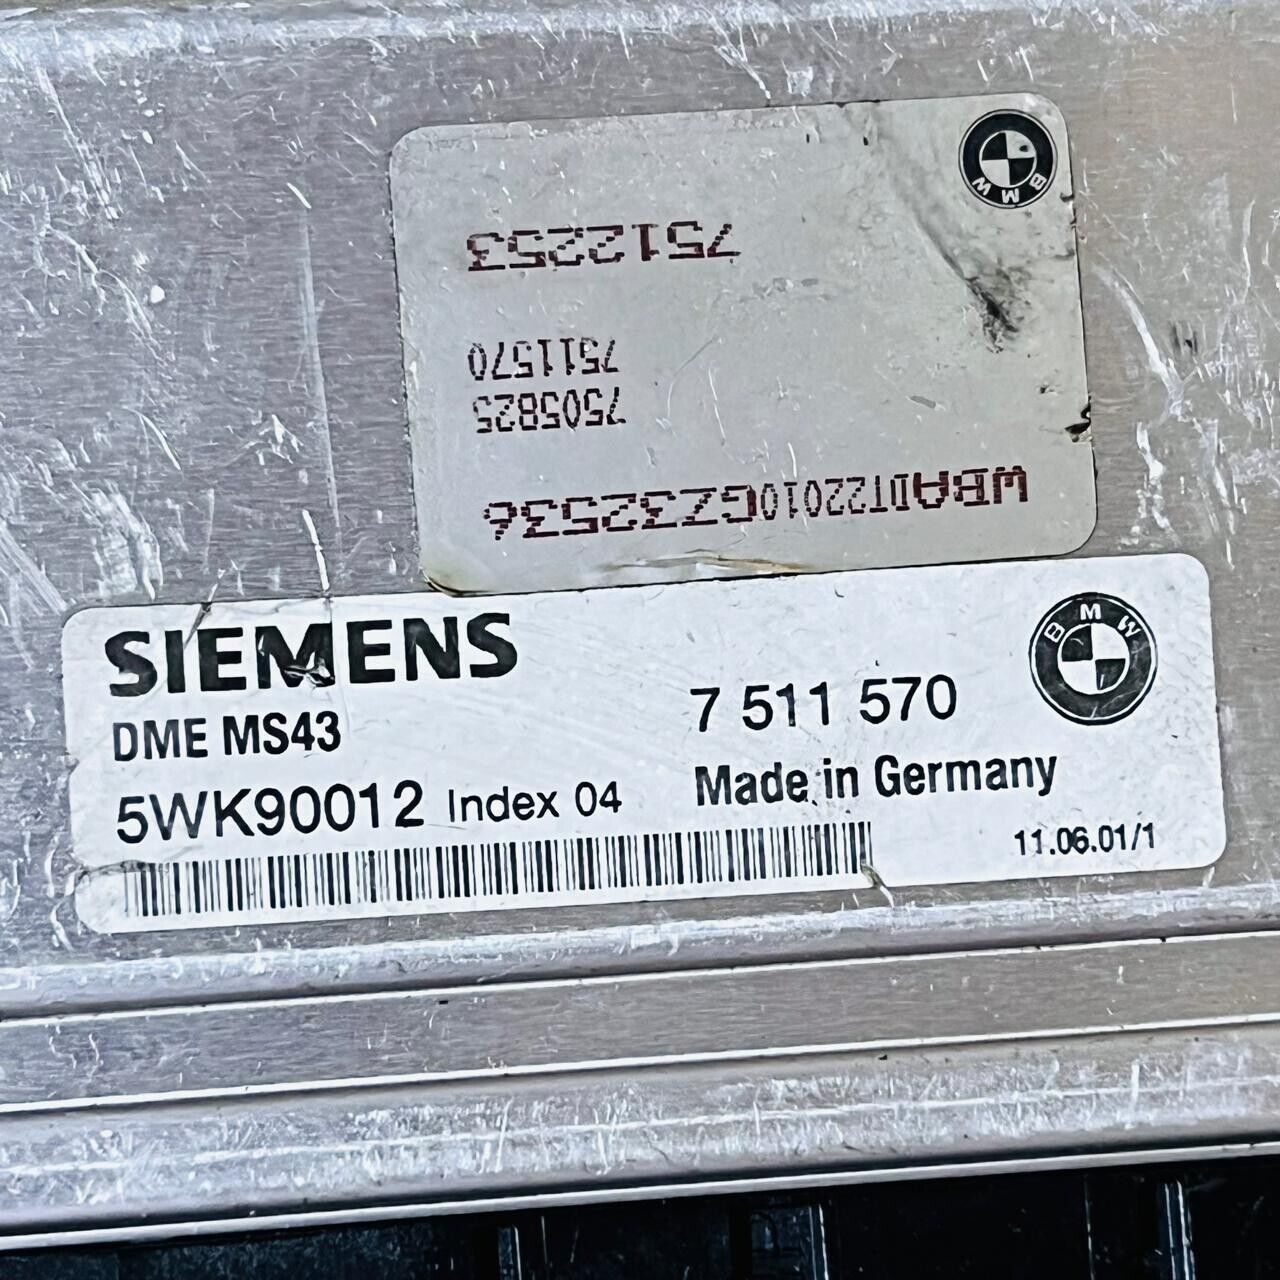 WBADT22010GZ32536
7505825
7511570
7512253
BMW
SIEMENS
BMW
DME MS43
7 511 570
5WK90012 Index 04
Made in Germany
11.06.01/1